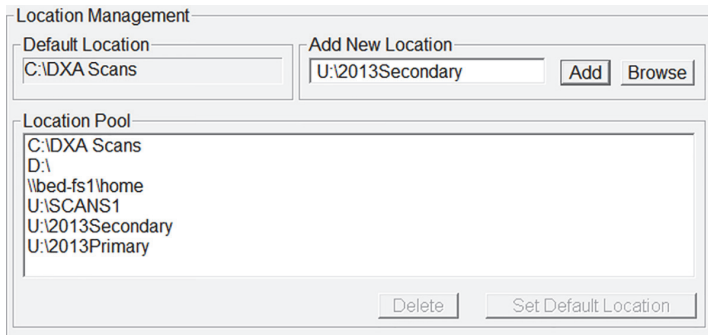 Location Management
Default Location
C:\DXA Scans
Add New Location
U:\2013Secondary
Add
Browse
Location Pool
C:\DXA Scans
D:\
\\bed-fs1\home
U:\SCANS1
U:\2013Secondary
U:\2013Primary
Delete
Set Default Location